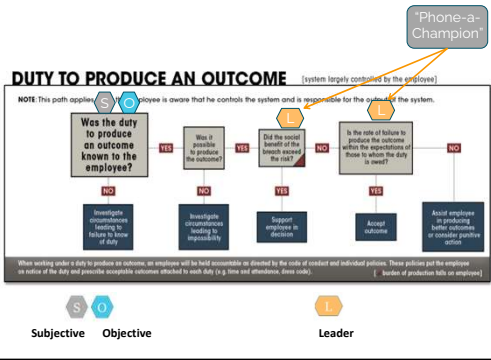 "Phone-a-
Champion"
DUTY TO PRODUCE AN OUTCOME [system largely controlled by the employee]
NOTE: This path applies employee is aware that he controls the system and is responsible for the output of the system.
S O
L
L
Was the duty
to produce
an outcome
known to the
employee?
YES
Was it
possible
to produce
the outcome?
YES
Did the social
benefit of the
breach exceed
the risk?
NO
Is the rate of failure to
produce the outcome
within the expectations of
those to whom the duty
is owed?
NO
NO
NO
YES
YES
Investigate
circumstances
leading to
failure to know
of duty
Investigate
circumstances
leading to
impossibility
Support
employee in
decision
Accept
outcome
Assist employee
in producing
better outcomes
or consider punitive
action
When working under a duty to produce an outcome, an employee will be held accountable as directed by the code of conduct and individual policies. These policies put the employee
on notice of the duty and prescribe acceptable outcomes attached to each duty (e.g. time and attendance, dress code).
[ burden of production falls on employee]
S O L
Subjective Objective Leader